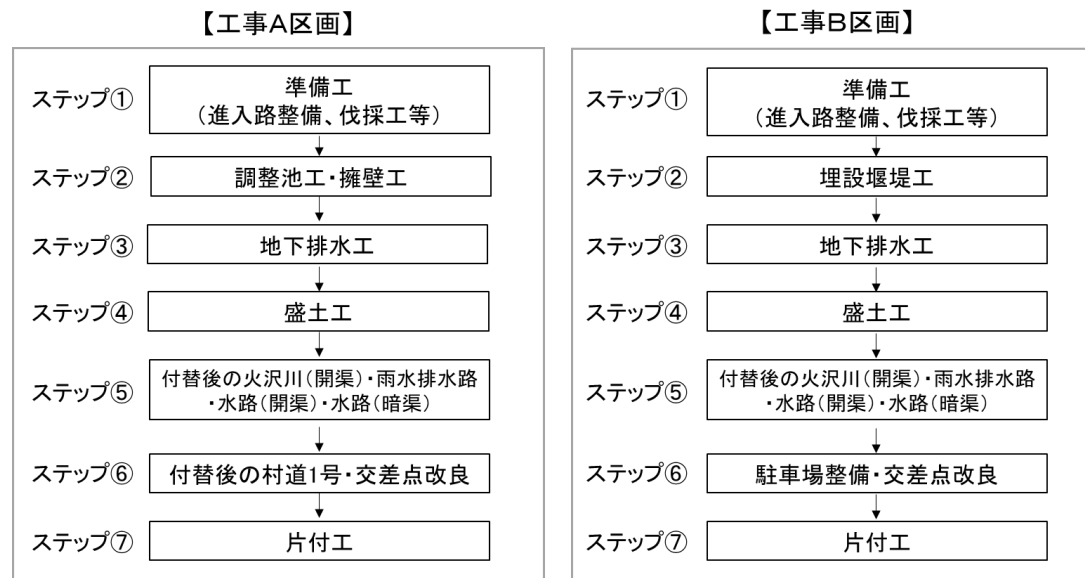 【工事A区画】
ステップ①
準備工
(進入路整備、伐採工等)
ステップ②
調整池工・擁壁工
ステップ③
地下排水工
ステップ④
盛土工
ステップ⑤
付替後の火沢川(開渠)・雨水排水路
・水路(開渠)・水路(暗渠)
ステップ⑥
付替後の村道1号・交差点改良
ステップ⑦
片付工
【工事B区画】
ステップ①
準備工
(進入路整備、伐採工等)
ステップ②
埋設堰堤工
ステップ③
地下排水工
ステップ④
盛土工
ステップ⑤
付替後の火沢川(開渠)・雨水排水路
・水路(開渠)・水路(暗渠)
ステップ⑥
駐車場整備・交差点改良
ステップ⑦
片付工